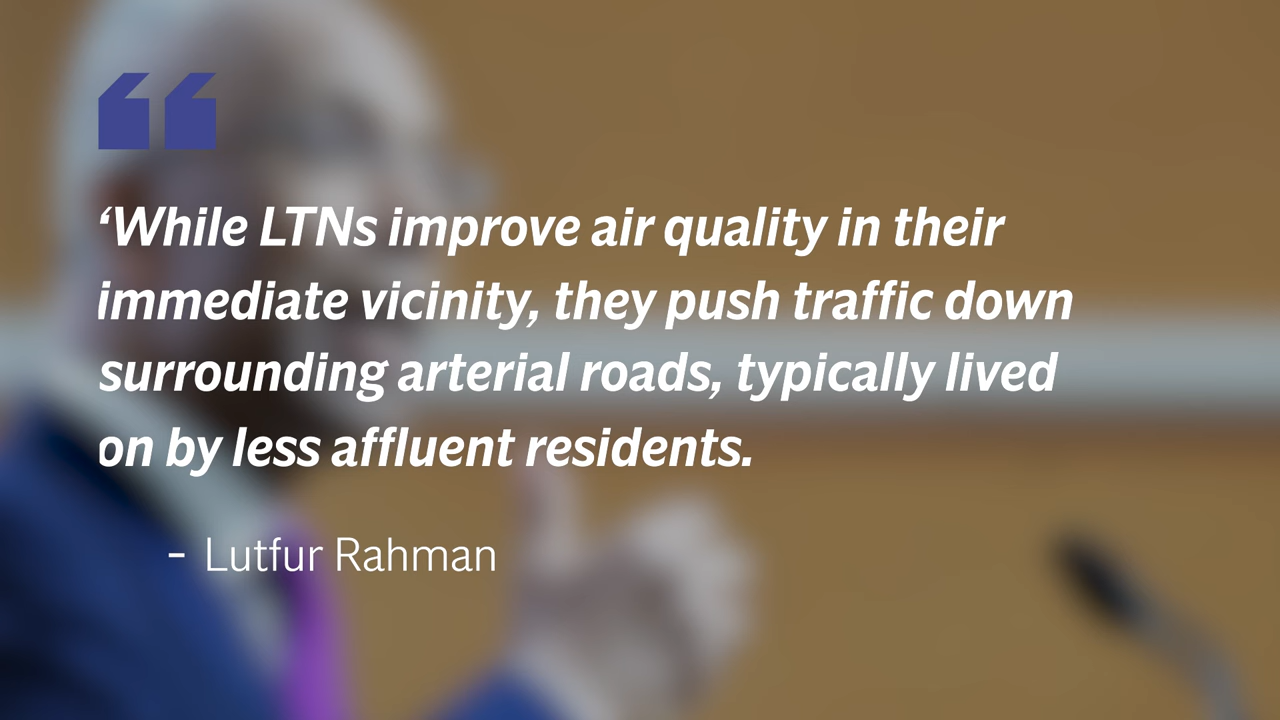 ‘While LTNs improve air quality in their
immediate vicinity, they push traffic down
surrounding arterial roads, typically lived
on by less affluent residents.
- Lutfur Rahman